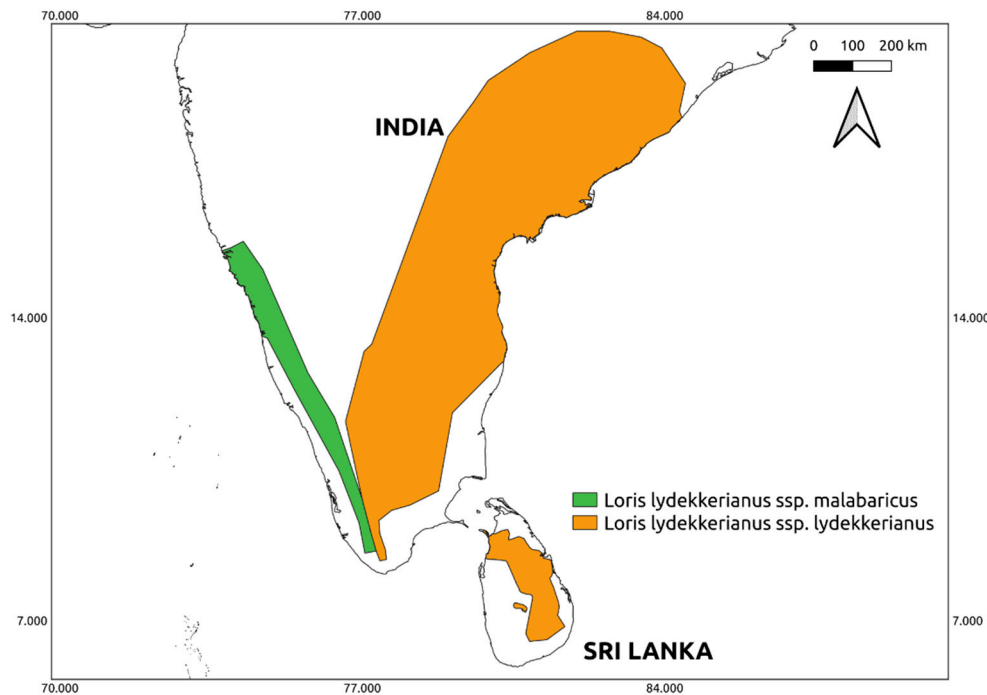 70.000 77.000 84.000
0 100 200 km
INDIA
14.000 14.000
Loris lydekkerianus ssp. malabaricus
Loris lydekkerianus ssp. lydekkerianus
7.000 7.000
SRI LANKA
70.000 77.000 84.000